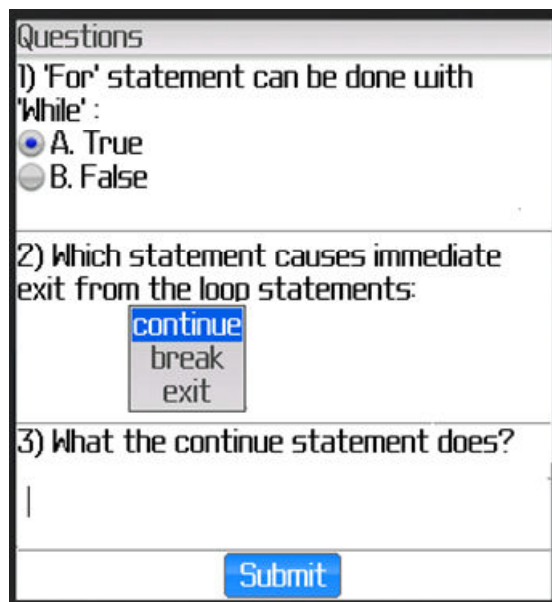 Questions
1) 'For' statement can be done with
'While' :
A. True
B. False
2) Which statement causes immediate
exit from the loop statements:
continue
break
exit
3) What the continue statement does?
Submit